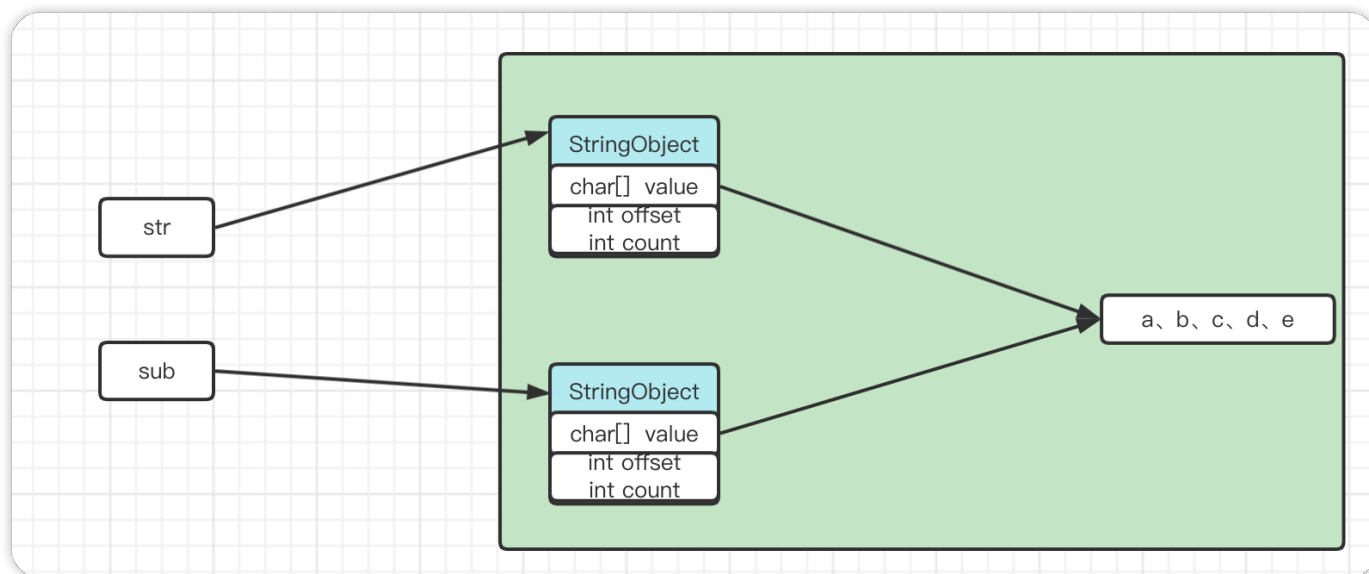 str
StringObject
char[] value
int offset
int count
sub
StringObject
char[] value
int offset
int count
a、b、c、d、e